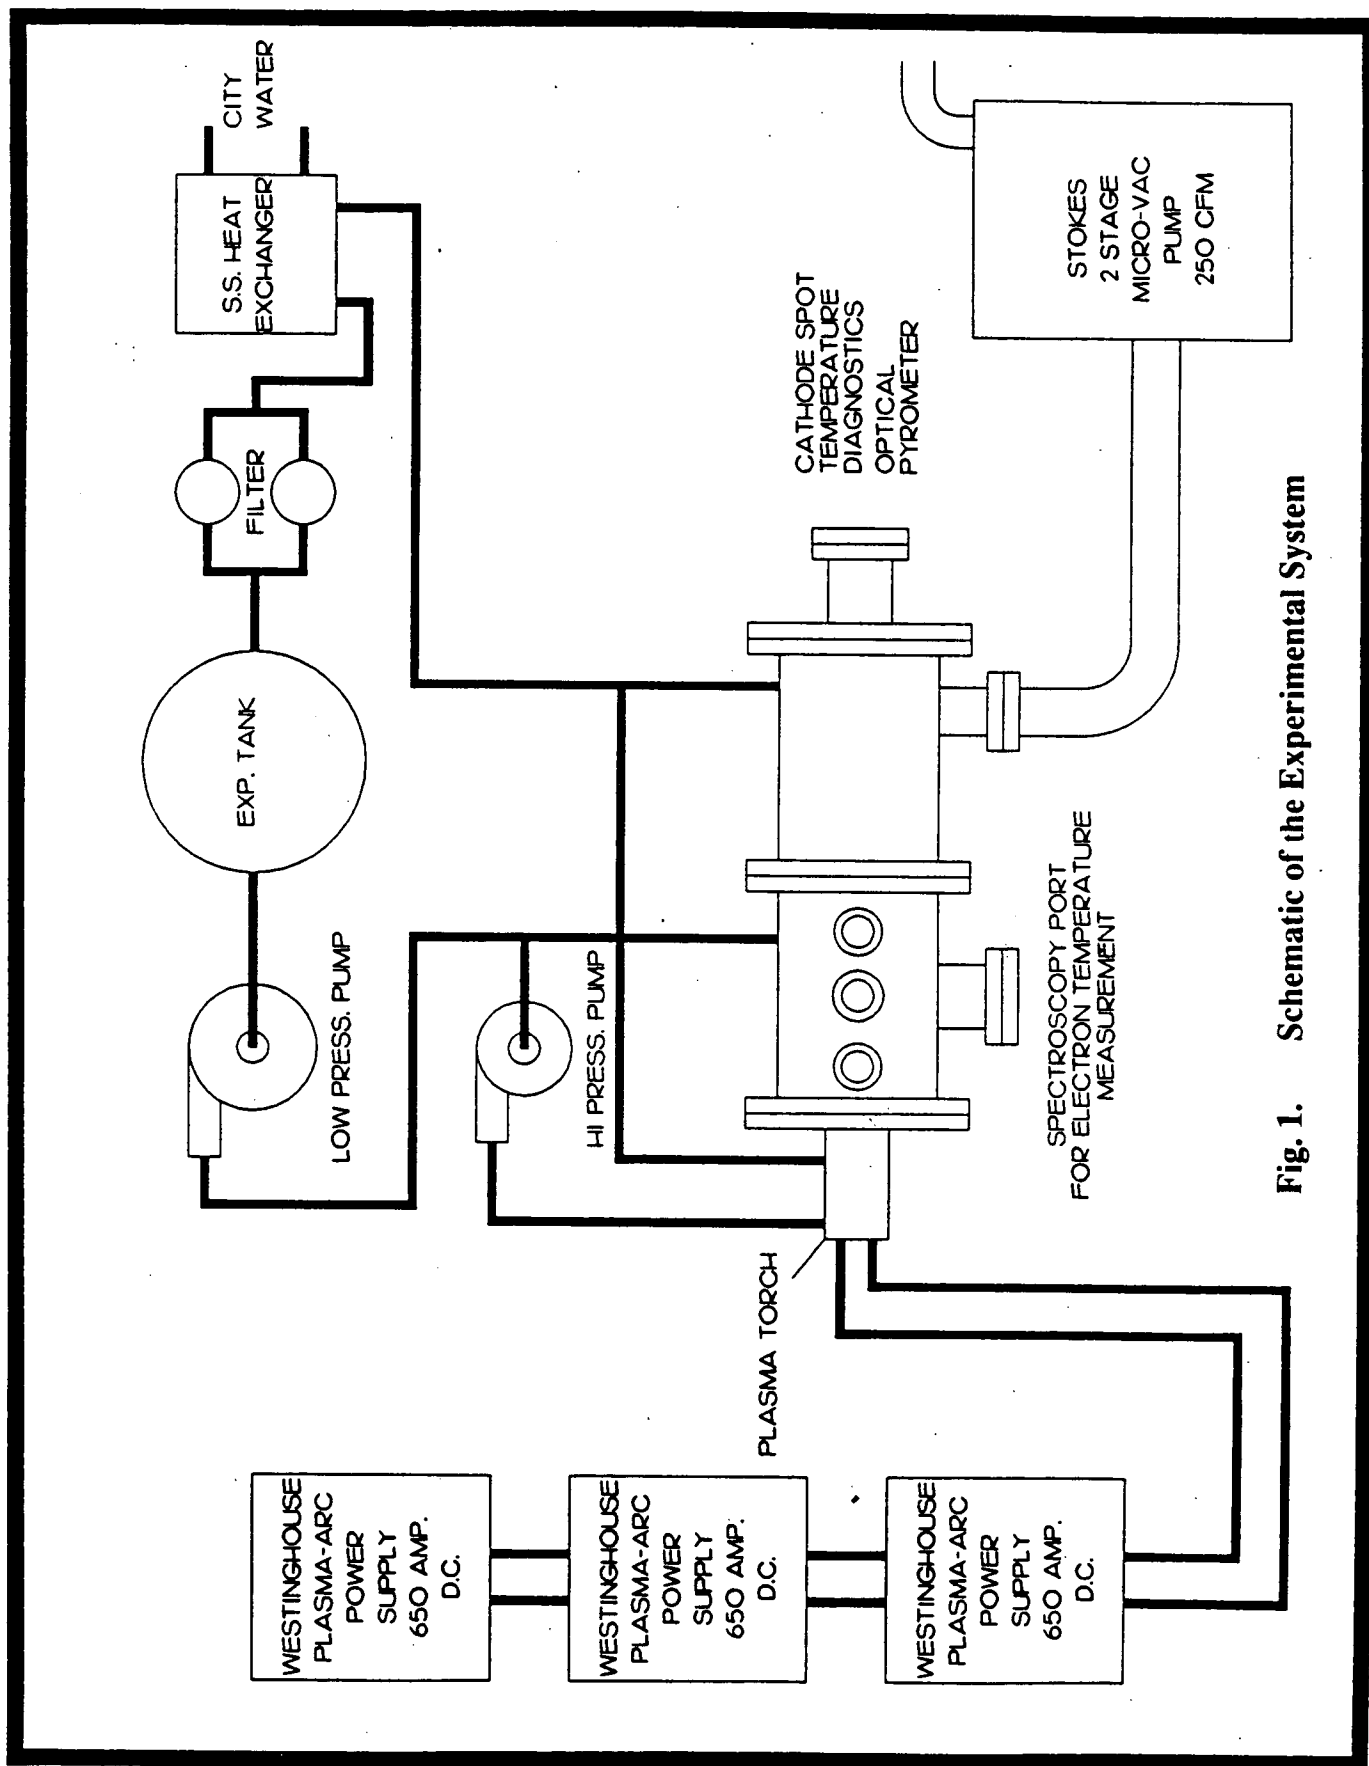 CITY
WATER
S.S. HEAT
EXCHANGER
FILTER
EXP. TANK
LOW PRESS. PUMP
HI PRESS. PUMP
WESTINGHOUSE
PLASMA-ARC
POWER
SUPPLY
650 AMP.
D.C.
WESTINGHOUSE
PLASMA-ARC
POWER
SUPPLY
650 AMP.
D.C.
WESTINGHOUSE
PLASMA-ARC
POWER
SUPPLY
650 AMP.
D.C.
PLASMA TORCH
CATHODE SPOT
TEMPERATURE
DIAGNOSTICS
OPTICAL
PYROMETER
SPECTROSCOPY PORT
FOR ELECTRON TEMPERATURE
MEASUREMENT
STOKES
2 STAGE
MICRO-VAC
PUMP
250 CFM
Fig. 1. Schematic of the Experimental System